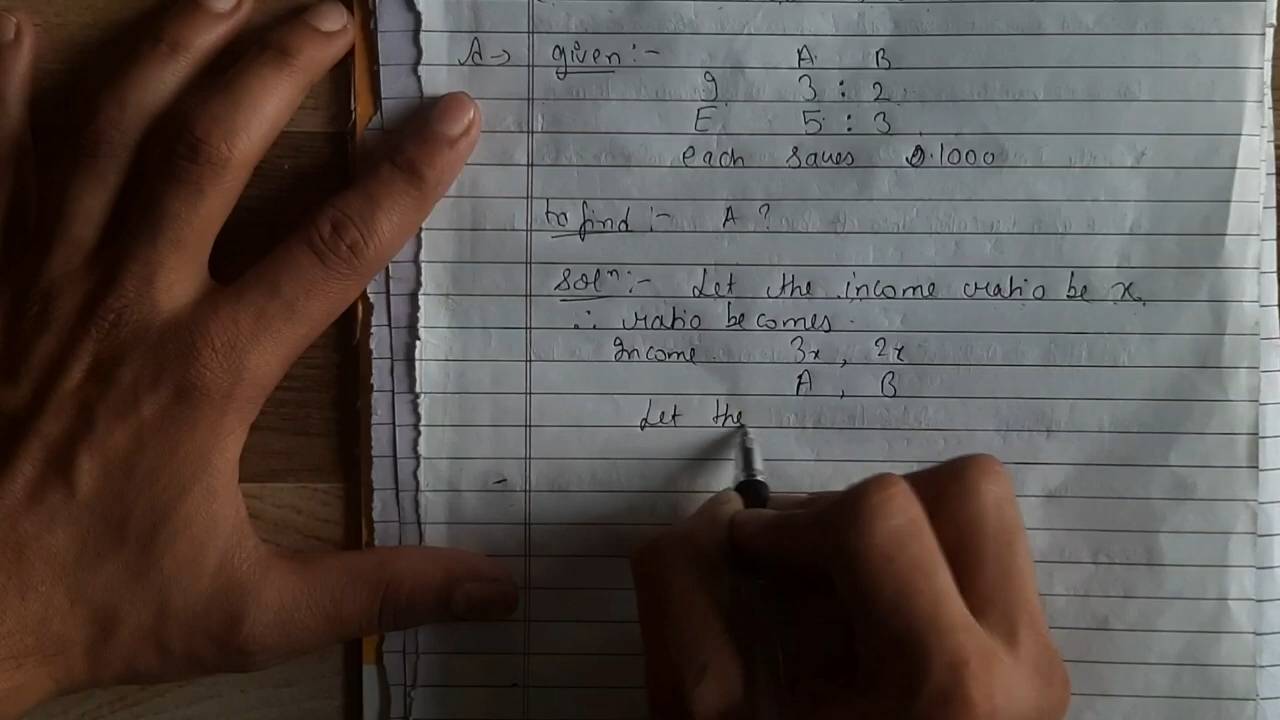 A→ given:- A B
I 3 : 2
E 5 : 3
each saves 1000
to find :- A ?
Solⁿ:- Let the income ratio be x,
∴ ratio becomes.
Income 3x , 2x
A , B
Let the